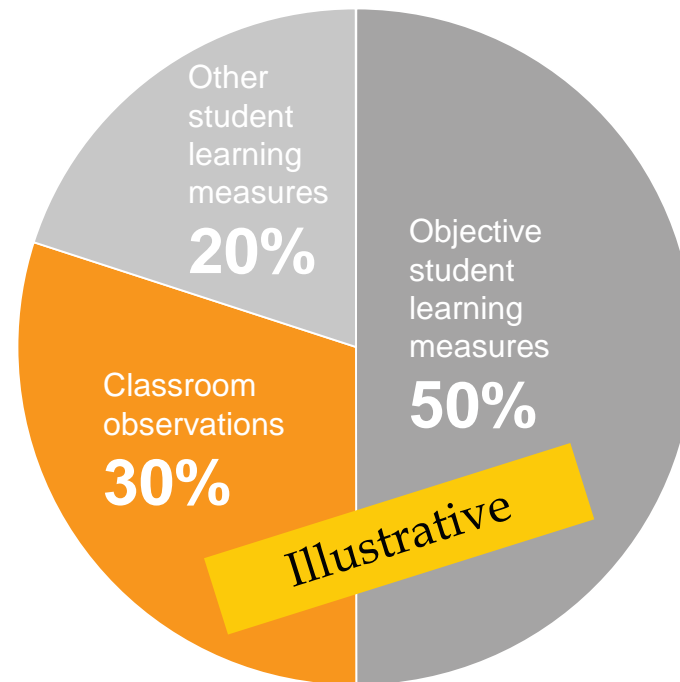 Other
student
learning
measures
20%
Objective
student
learning
measures
50%
Classroom
observations
30%
Illustrative